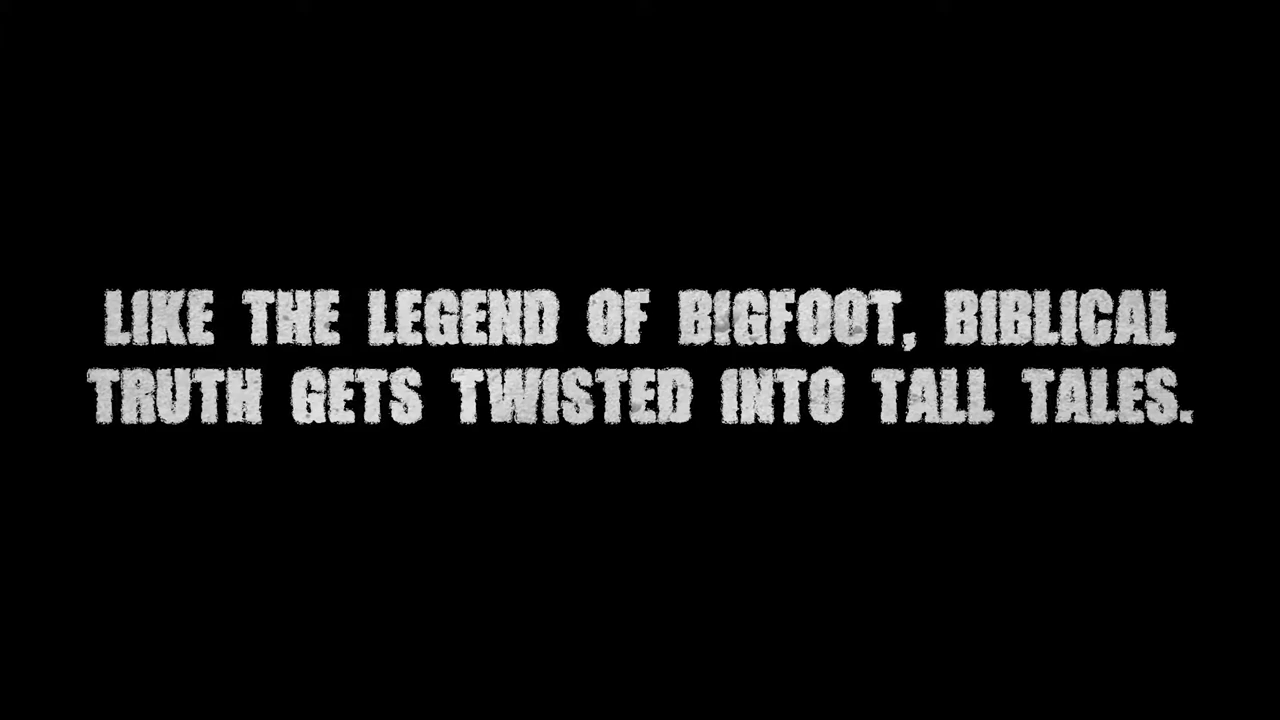 LIKE THE LEGEND OF BIGFOOT, BIBLICAL
TRUTH GETS TWISTED INTO TALL TALES.